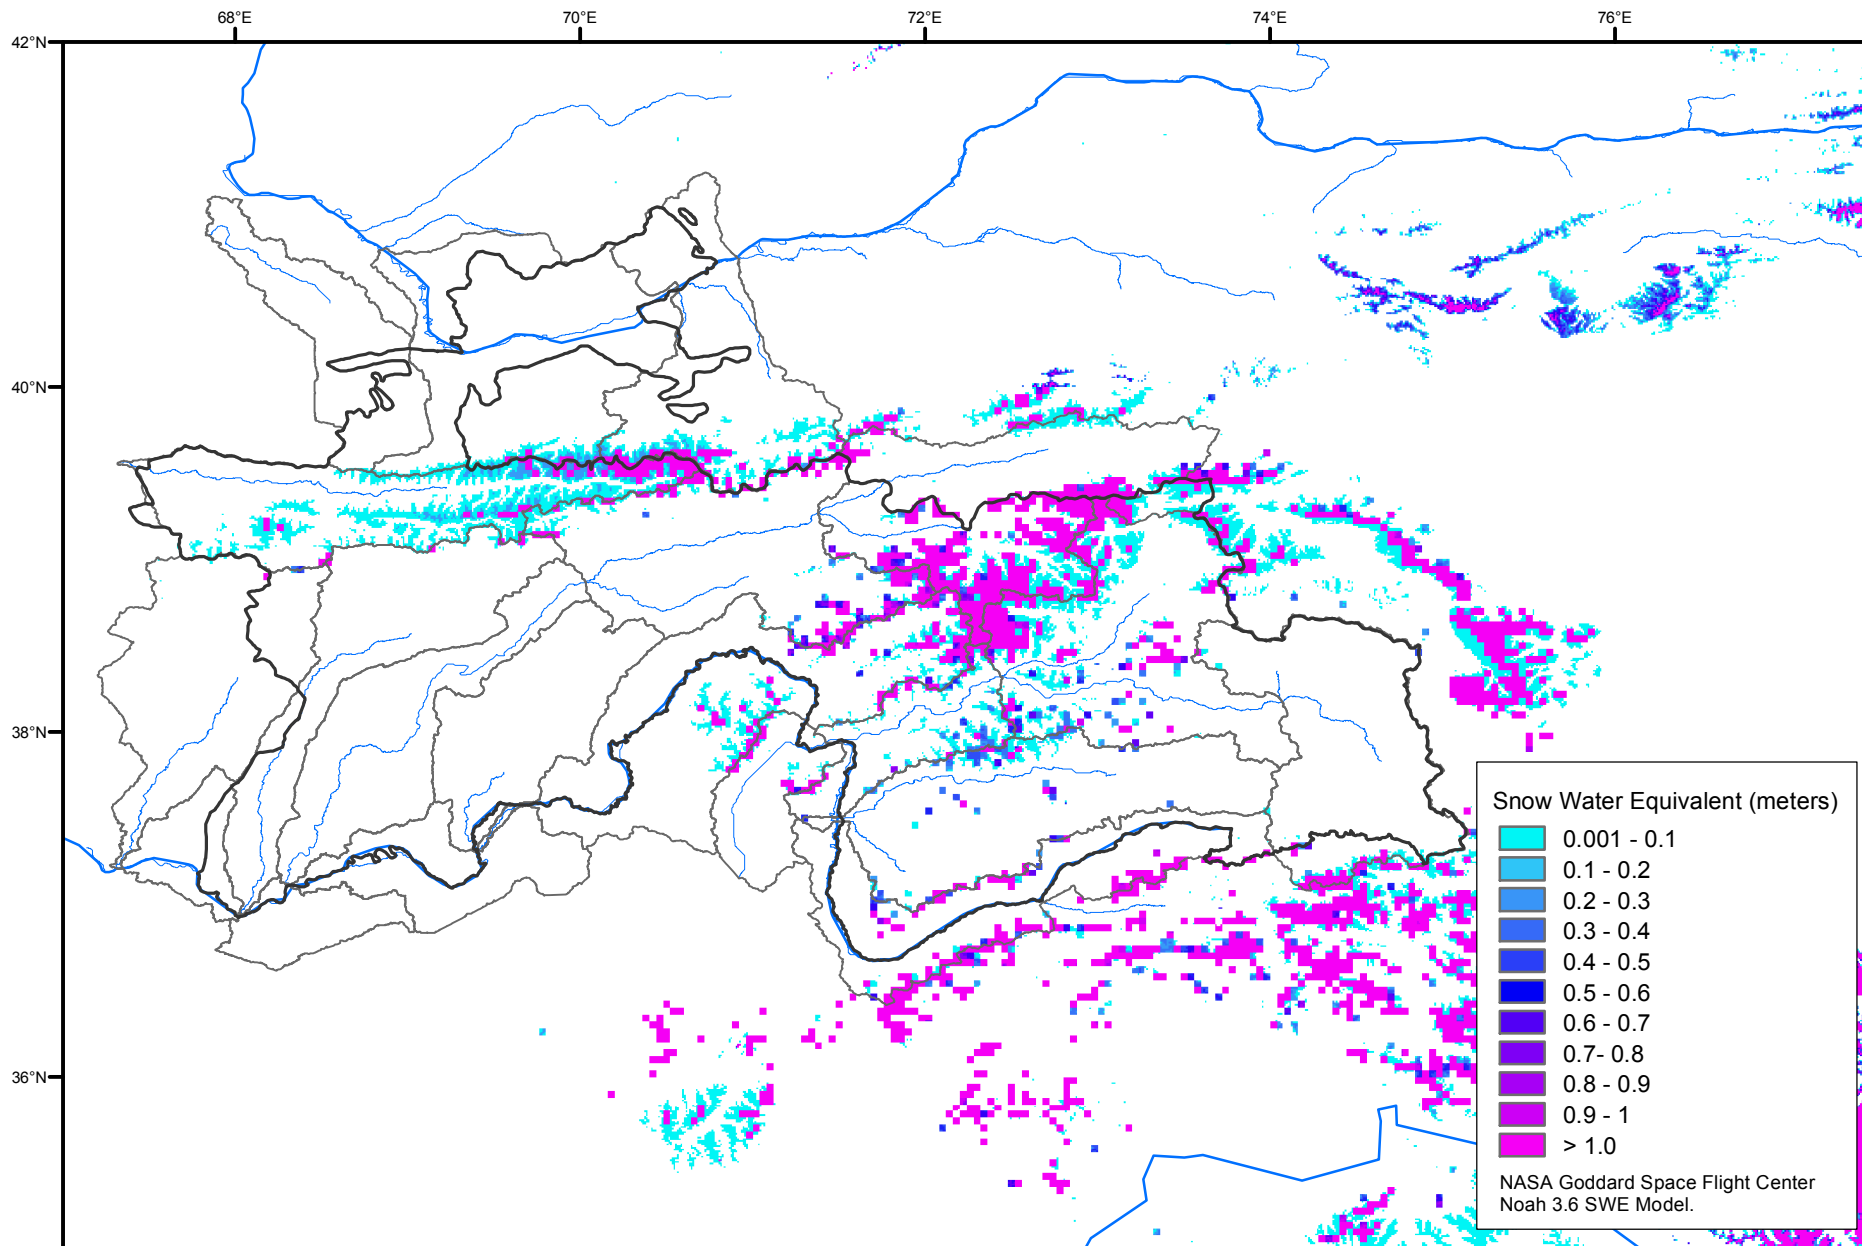 68°E
70°E
72°E
74°E
76°E
42°N
40°N
38°N
36°N
Snow Water Equivalent (meters)
0.001 - 0.1
0.1 - 0.2
0.2 - 0.3
0.3 - 0.4
0.4 - 0.5
0.5 - 0.6
0.6 - 0.7
0.7- 0.8
0.8 - 0.9
0.9 - 1
> 1.0
NASA Goddard Space Flight Center
Noah 3.6 SWE Model.